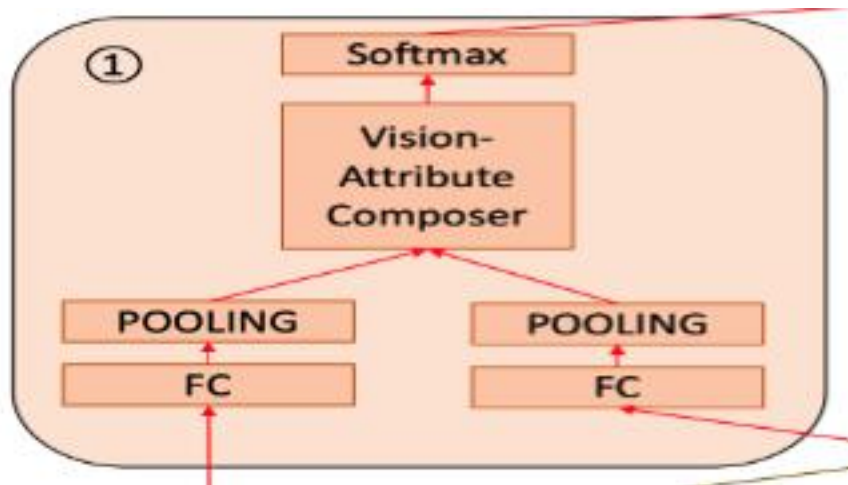 ①
Softmax
Vision-
Attribute
Composer
POOLING
POOLING
FC
FC